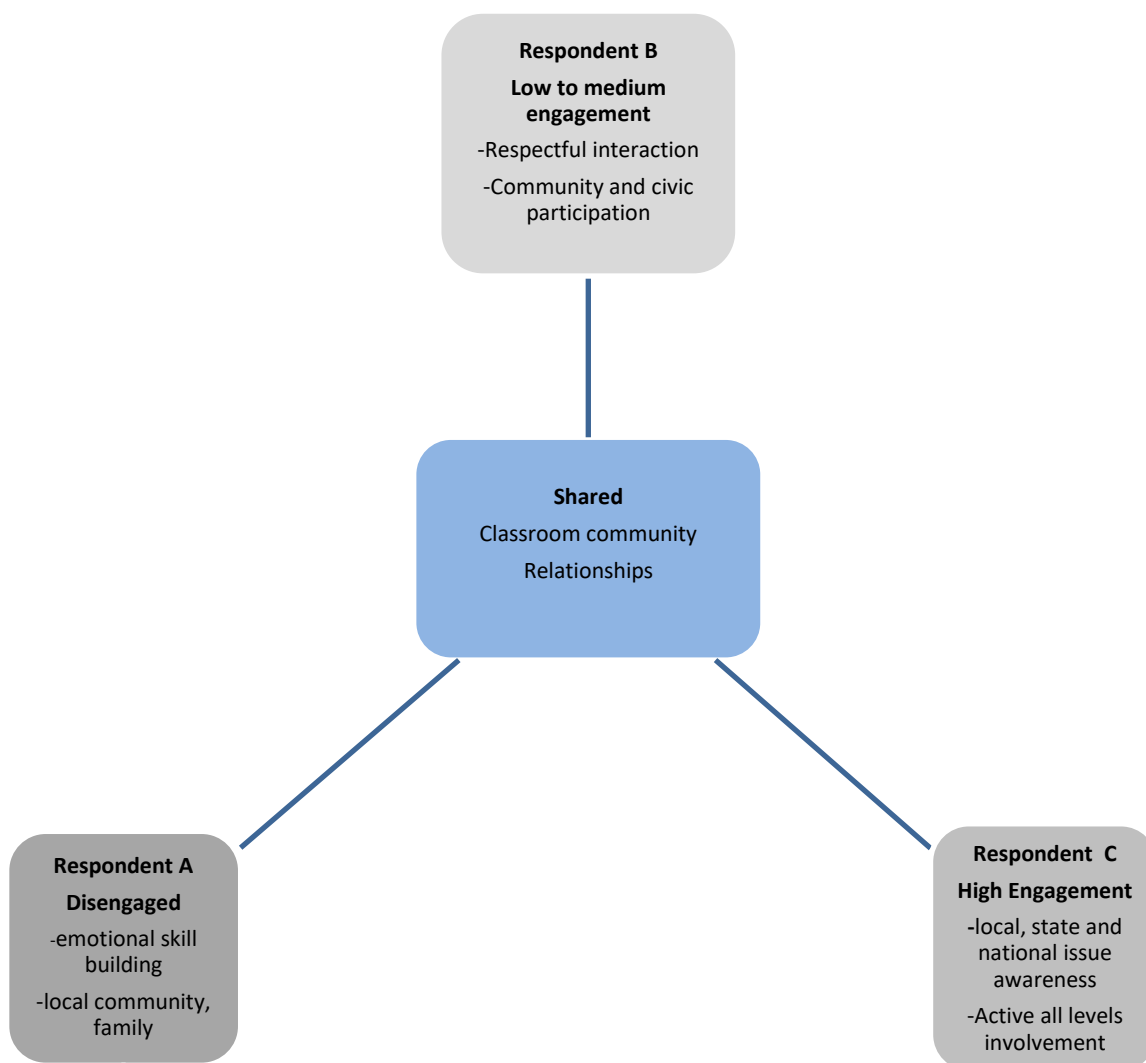 Respondent B
Low to medium
engagement
-Respectful interaction
-Community and civic
participation
Shared
Classroom community
Relationships
Respondent A
Disengaged
-emotional skill
building
-local community,
family
Respondent  C
High Engagement
-local, state and
national issue
awareness
-Active all levels
involvement